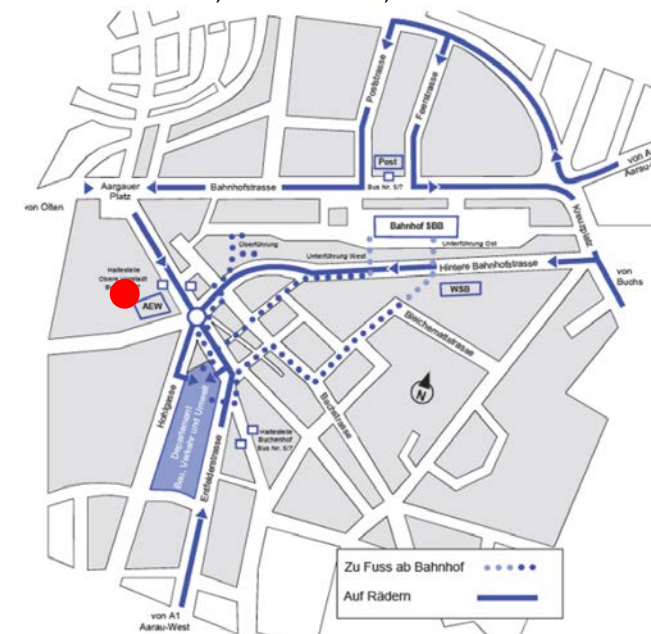 Poststrasse
Feerstrasse
Post
Bus Nr. 5/7
von A
Aarau-
Aargauer
Platz
Bahnhofstrasse
von Olten
Kreuzplatz
Bahnhof SBB
Überführung
Unterführung West
Unterführung Ost
Hintere Bahnhofstrasse
von
Buchs
WSB
Haltestelle
AEW
Bleichemattstrasse
N
Hohlgasse
Departement
Bau, Verkehr und Umwelt
Entfelderstrasse
Bachstrasse
Haltestelle
Buchenhof
Bus Nr. 5/7
Zu Fuss ab Bahnhof
Auf Rädern
von A1
Aarau-West